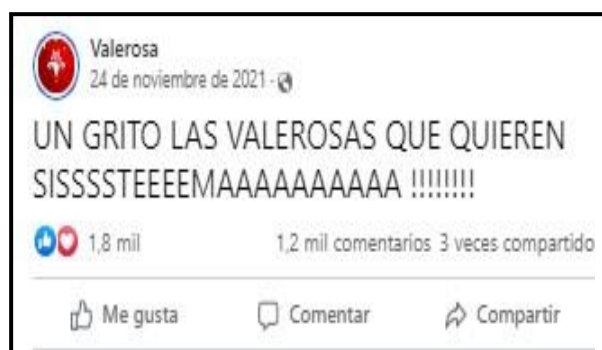 Valerosa
24 de noviembre de 2021 ·
UN GRITO LAS VALEROSAS QUE QUIEREN
SISSSSTEEEEMAAAAAAAAAA !!!!!!!!
1,8 mil 1,2 mil comentarios 3 veces compartido
Me gusta Comentar Compartir